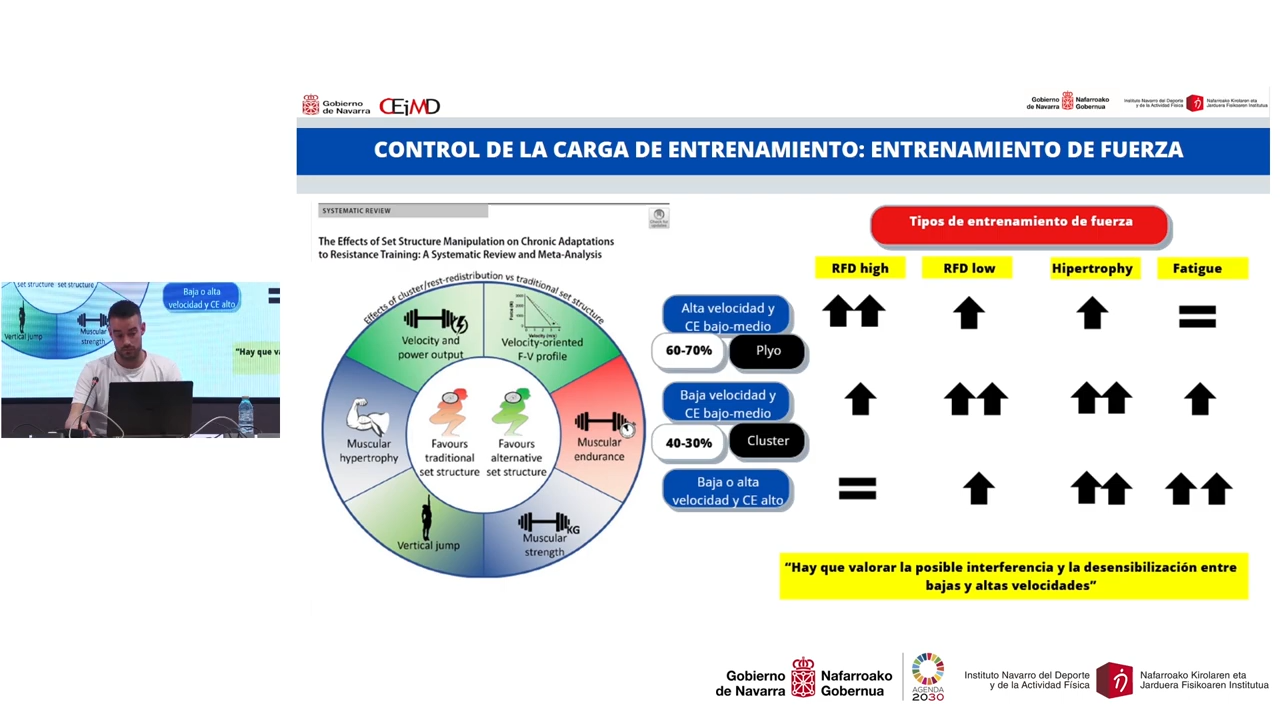 Gobierno
de Navarra
CEiMD
Gobierno
de Navarra
Nafarroako
Gobernua
Instituto Navarro del Deporte
y de la Actividad Física
Nafarroako Kirolaren eta
Jarduera Fisikoaren Institutua
CONTROL DE LA CARGA DE ENTRENAMIENTO: ENTRENAMIENTO DE FUERZA
SYSTEMATIC REVIEW
Check for
updates
The Effects of Set Structure Manipulation on Chronic Adaptations
to Resistance Training: A Systematic Review and Meta-Analysis
Effects of cluster/rest-redistribution vs traditional set structure
Velocity and
power output
Force (N)
Velocity (m/s)
Velocity-oriented
F-V profile
Muscular
hypertrophy
Favours
traditional
set structure
Favours
alternative
set structure
Muscular
endurance
Vertical jump
KG
Muscular
strength
Tipos de entrenamiento de fuerza
RFD high
RFD low
Hipertrophy
Fatigue
Alta velocidad y
CE bajo-medio
60-70%
Plyo
Baja velocidad y
CE bajo-medio
40-30%
Cluster
Baja o alta
velocidad y CE alto
“Hay que valorar la posible interferencia y la desensibilización entre
bajas y altas velocidades”
Vertical jump
Muscular
strength
Baja o alta
velocidad y CE alto
“Hay que va
Gobierno
de Navarra
Nafarroako
Gobernua
AGENDA
2030
Instituto Navarro del Deporte
y de la Actividad Física
Nafarroako Kirolaren eta
Jarduera Fisikoaren Institutua